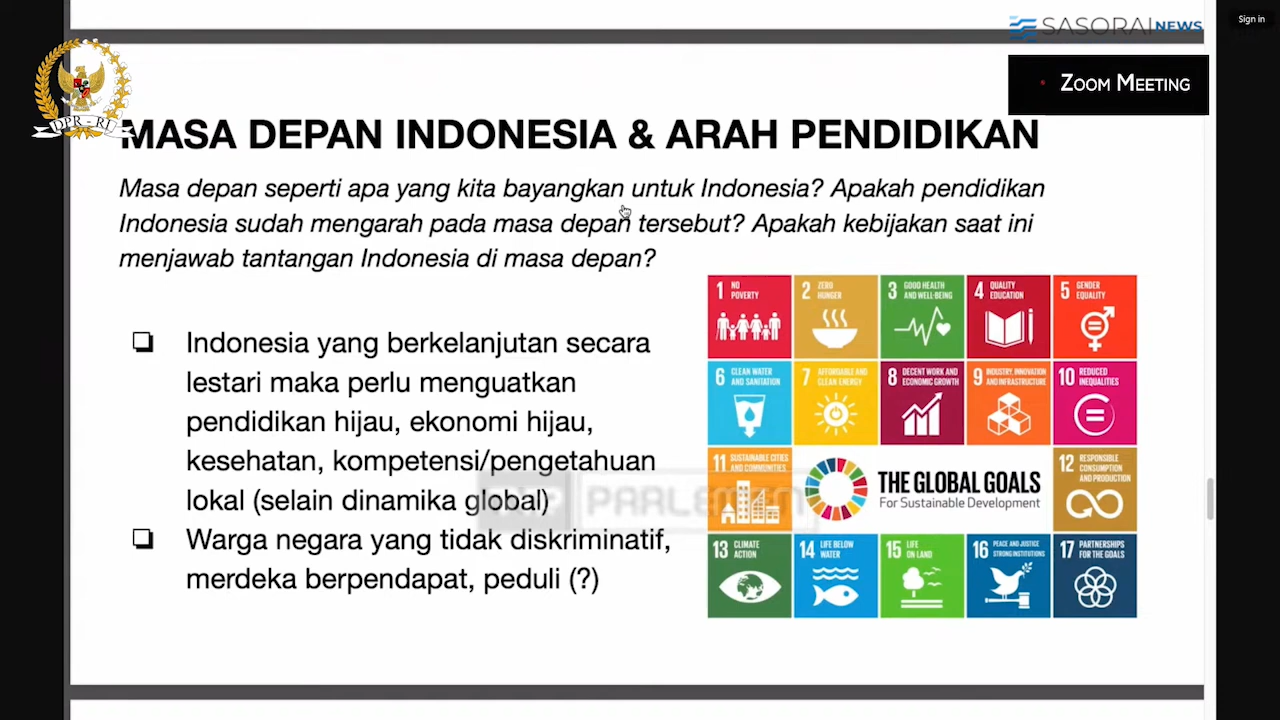 Sign in
SASORAI NEWS
ZOOM MEETING
DPR - RI
MASA DEPAN INDONESIA & ARAH PENDIDIKAN
Masa depan seperti apa yang kita bayangkan untuk Indonesia? Apakah pendidikan
Indonesia sudah mengarah pada masa depan tersebut? Apakah kebijakan saat ini
menjawab tantangan Indonesia di masa depan?
❏ Indonesia yang berkelanjutan secara
lestari maka perlu menguatkan
pendidikan hijau, ekonomi hijau,
kesehatan, kompetensi/pengetahuan
lokal (selain dinamika global)
❏ Warga negara yang tidak diskriminatif,
merdeka berpendapat, peduli (?)
1 NO
POVERTY
2 ZERO
HUNGER
3 GOOD HEALTH
AND WELL-BEING
4 QUALITY
EDUCATION
5 GENDER
EQUALITY
6 CLEAN WATER
AND SANITATION
7 AFFORDABLE AND
CLEAN ENERGY
8 DECENT WORK AND
ECONOMIC GROWTH
9 INDUSTRY, INNOVATION
AND INFRASTRUCTURE
10 REDUCED
INEQUALITIES
11 SUSTAINABLE CITIES
AND COMMUNITIES
THE GLOBAL GOALS
For Sustainable Development
12 RESPONSIBLE
CONSUMPTION
AND PRODUCTION
13 CLIMATE
ACTION
14 LIFE BELOW
WATER
15 LIFE
ON LAND
16 PEACE AND JUSTICE
STRONG INSTITUTIONS
17 PARTNERSHIPS
FOR THE GOALS
PARLEMEN